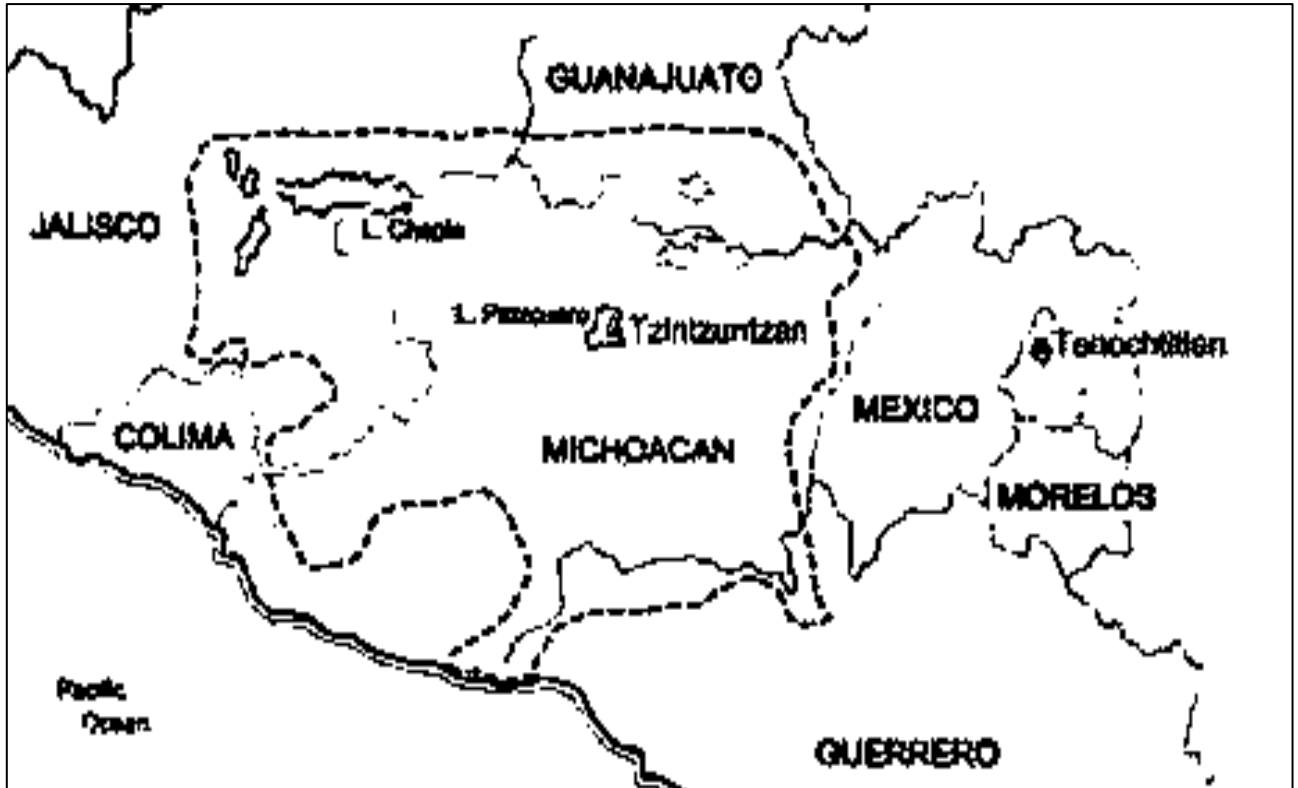 GUANAJUATO
JALISCO
L. Chapala
L. Patzcuaro
Tzintzuntzan
Tenochtitlan
COLIMA
MEXICO
MICHOACAN
MORELOS
Pacific
Ocean
GUERRERO